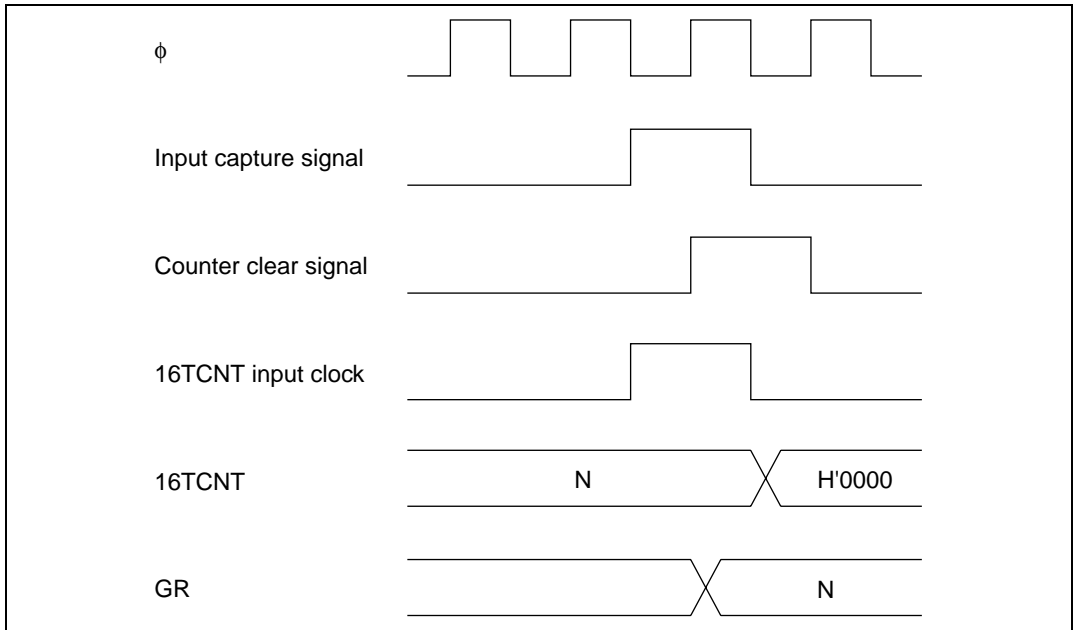 ϕ
Input capture signal
Counter clear signal
16TCNT input clock
16TCNT N H'0000
GR N